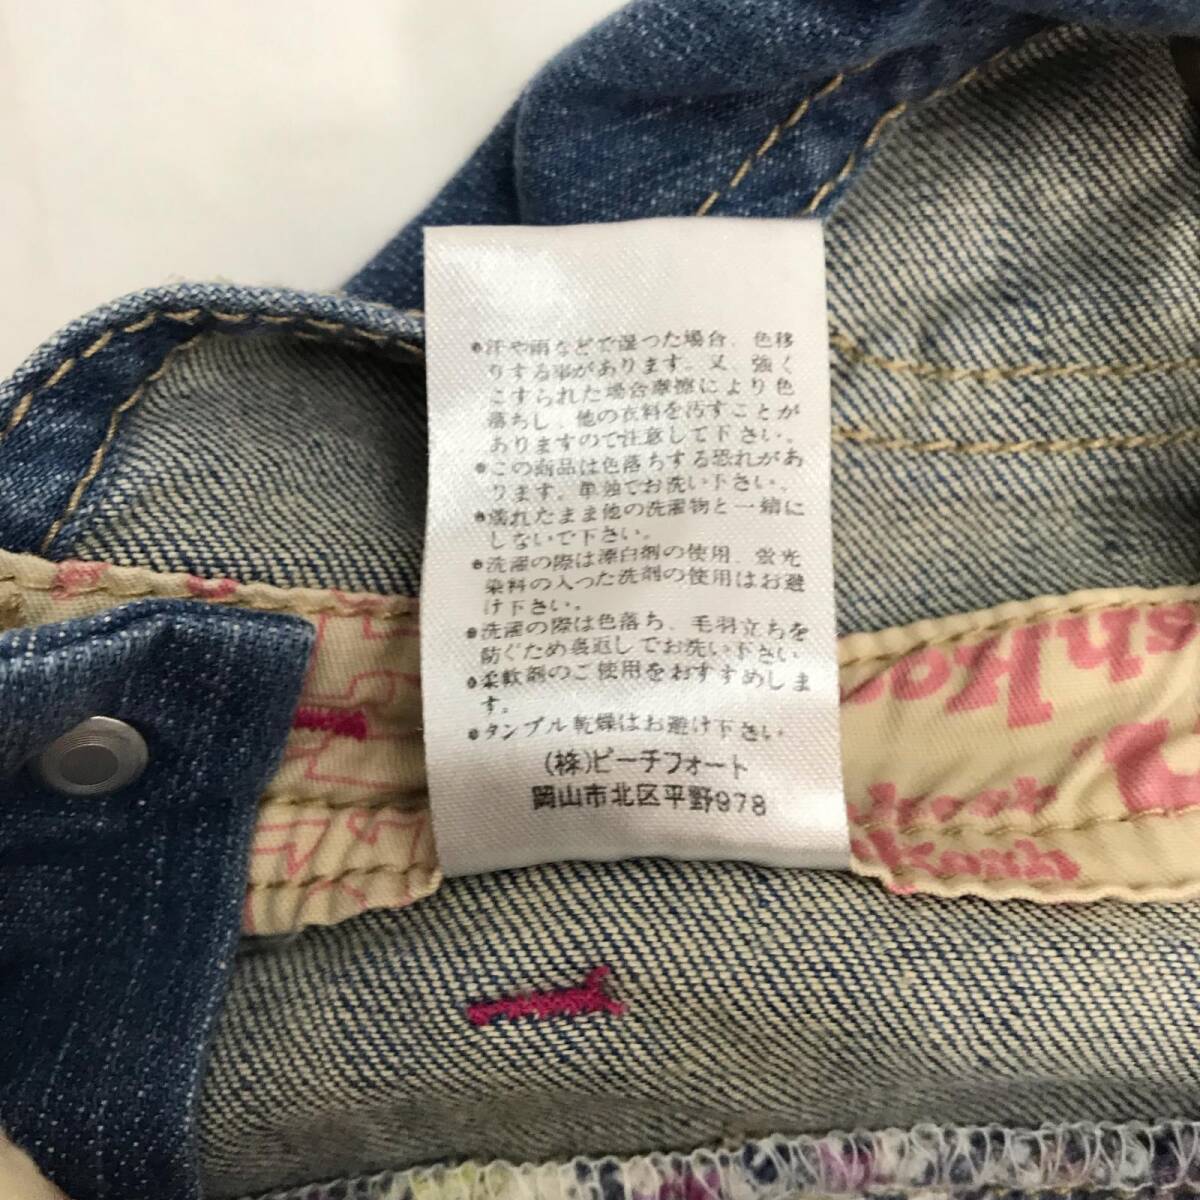 ●汗や雨などで湿つた場合、色移
りする事があります。又、強く
こすられた場合摩擦により色
落ちし、他の衣料を汚すことが
ありますので注意して下さい。
●この商品は色落ちする恐れがあ
ります。単独でお洗い下さい。
●濡れたまま他の洗濯物と一緒に
しないで下さい。
●洗濯の際は漂白剤の使用、蛍光
染料の入った洗剤の使用はお避
け下さい。
●洗濯の際は色落ち、毛羽立ちを
防ぐため裏返しでお洗い下さい
●柔軟剤のご使用をおすすめしま
す。
●タンブル乾燥はお避け下さい
(株)ピーチフォート
岡山市北区平野978